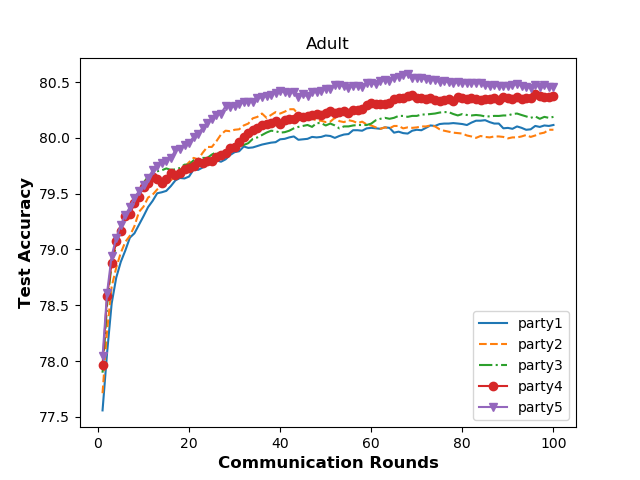 Adult
Test Accuracy
80.5
80.0
79.5
79.0
78.5
78.0
77.5
0 20 40 60 80 100
Communication Rounds
party1
party2
party3
party4
party5